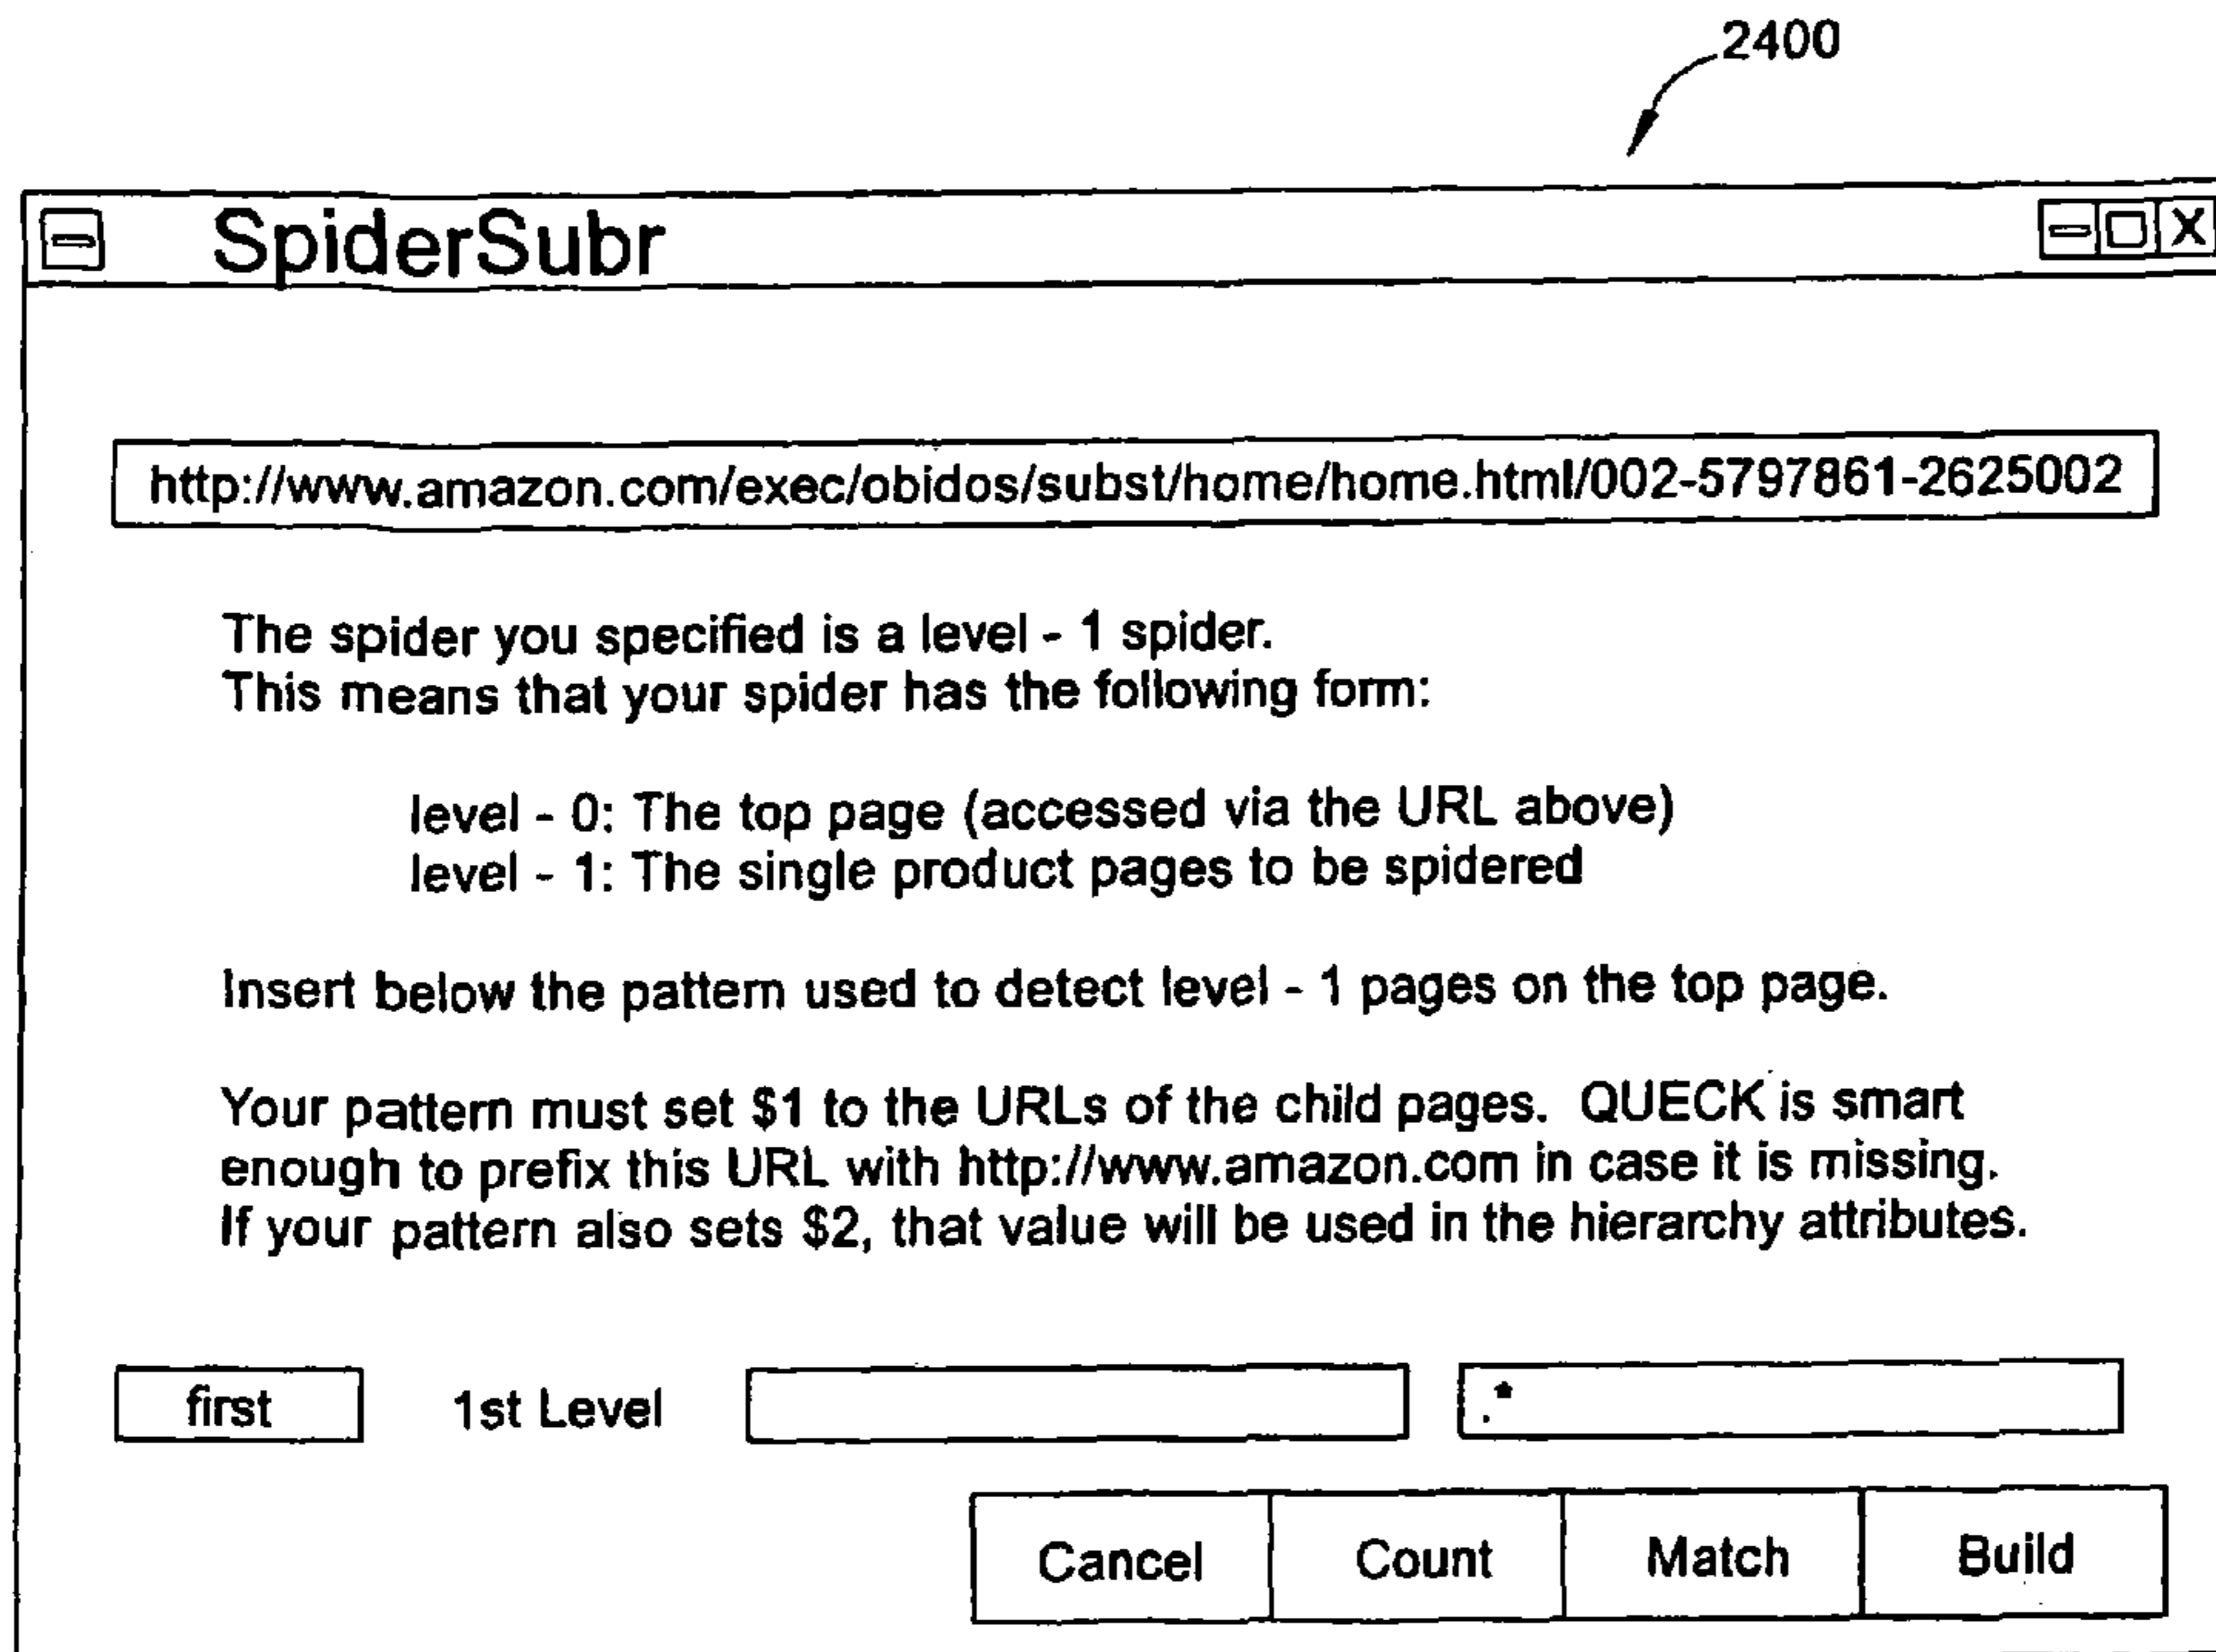 2400
SpiderSubr
http://www.amazon.com/exec/obidos/subst/home/home.html/002-5797861-2625002
The spider you specified is a level - 1 spider.
This means that your spider has the following form:
level - 0: The top page (accessed via the URL above)
level - 1: The single product pages to be spidered
Insert below the pattern used to detect level - 1 pages on the top page.
Your pattern must set $1 to the URLs of the child pages. QUECK is smart
enough to prefix this URL with http://www.amazon.com in case it is missing.
If your pattern also sets $2, that value will be used in the hierarchy attributes.
first 1st Level .*
Cancel Count Match Build